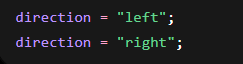 direction = "left";
direction = "right";